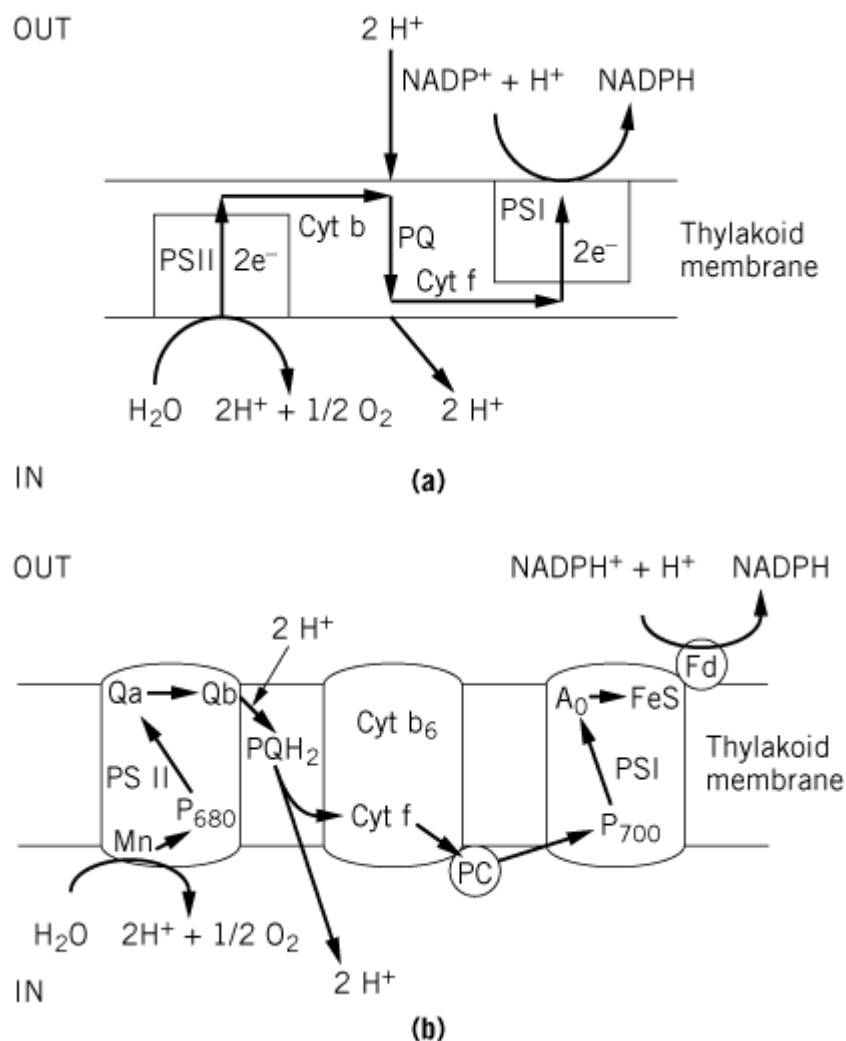 OUT
2 H⁺
NADP⁺ + H⁺ NADPH
PSI
Cyt b
PQ
PSII 2e⁻
2e⁻
Thylakoid
membrane
Cyt f
H₂O 2H⁺ + 1/2 O₂ 2 H⁺
IN
(a)
OUT
NADPH⁺ + H⁺ NADPH
2 H⁺
Fd
Qa Qb
A₀ FeS
Cyt b₆
PQH₂
Thylakoid
membrane
PS II
PSI
P₆₈₀
Cyt f
P₇₀₀
Mn
PC
H₂O 2H⁺ + 1/2 O₂
2 H⁺
IN
(b)